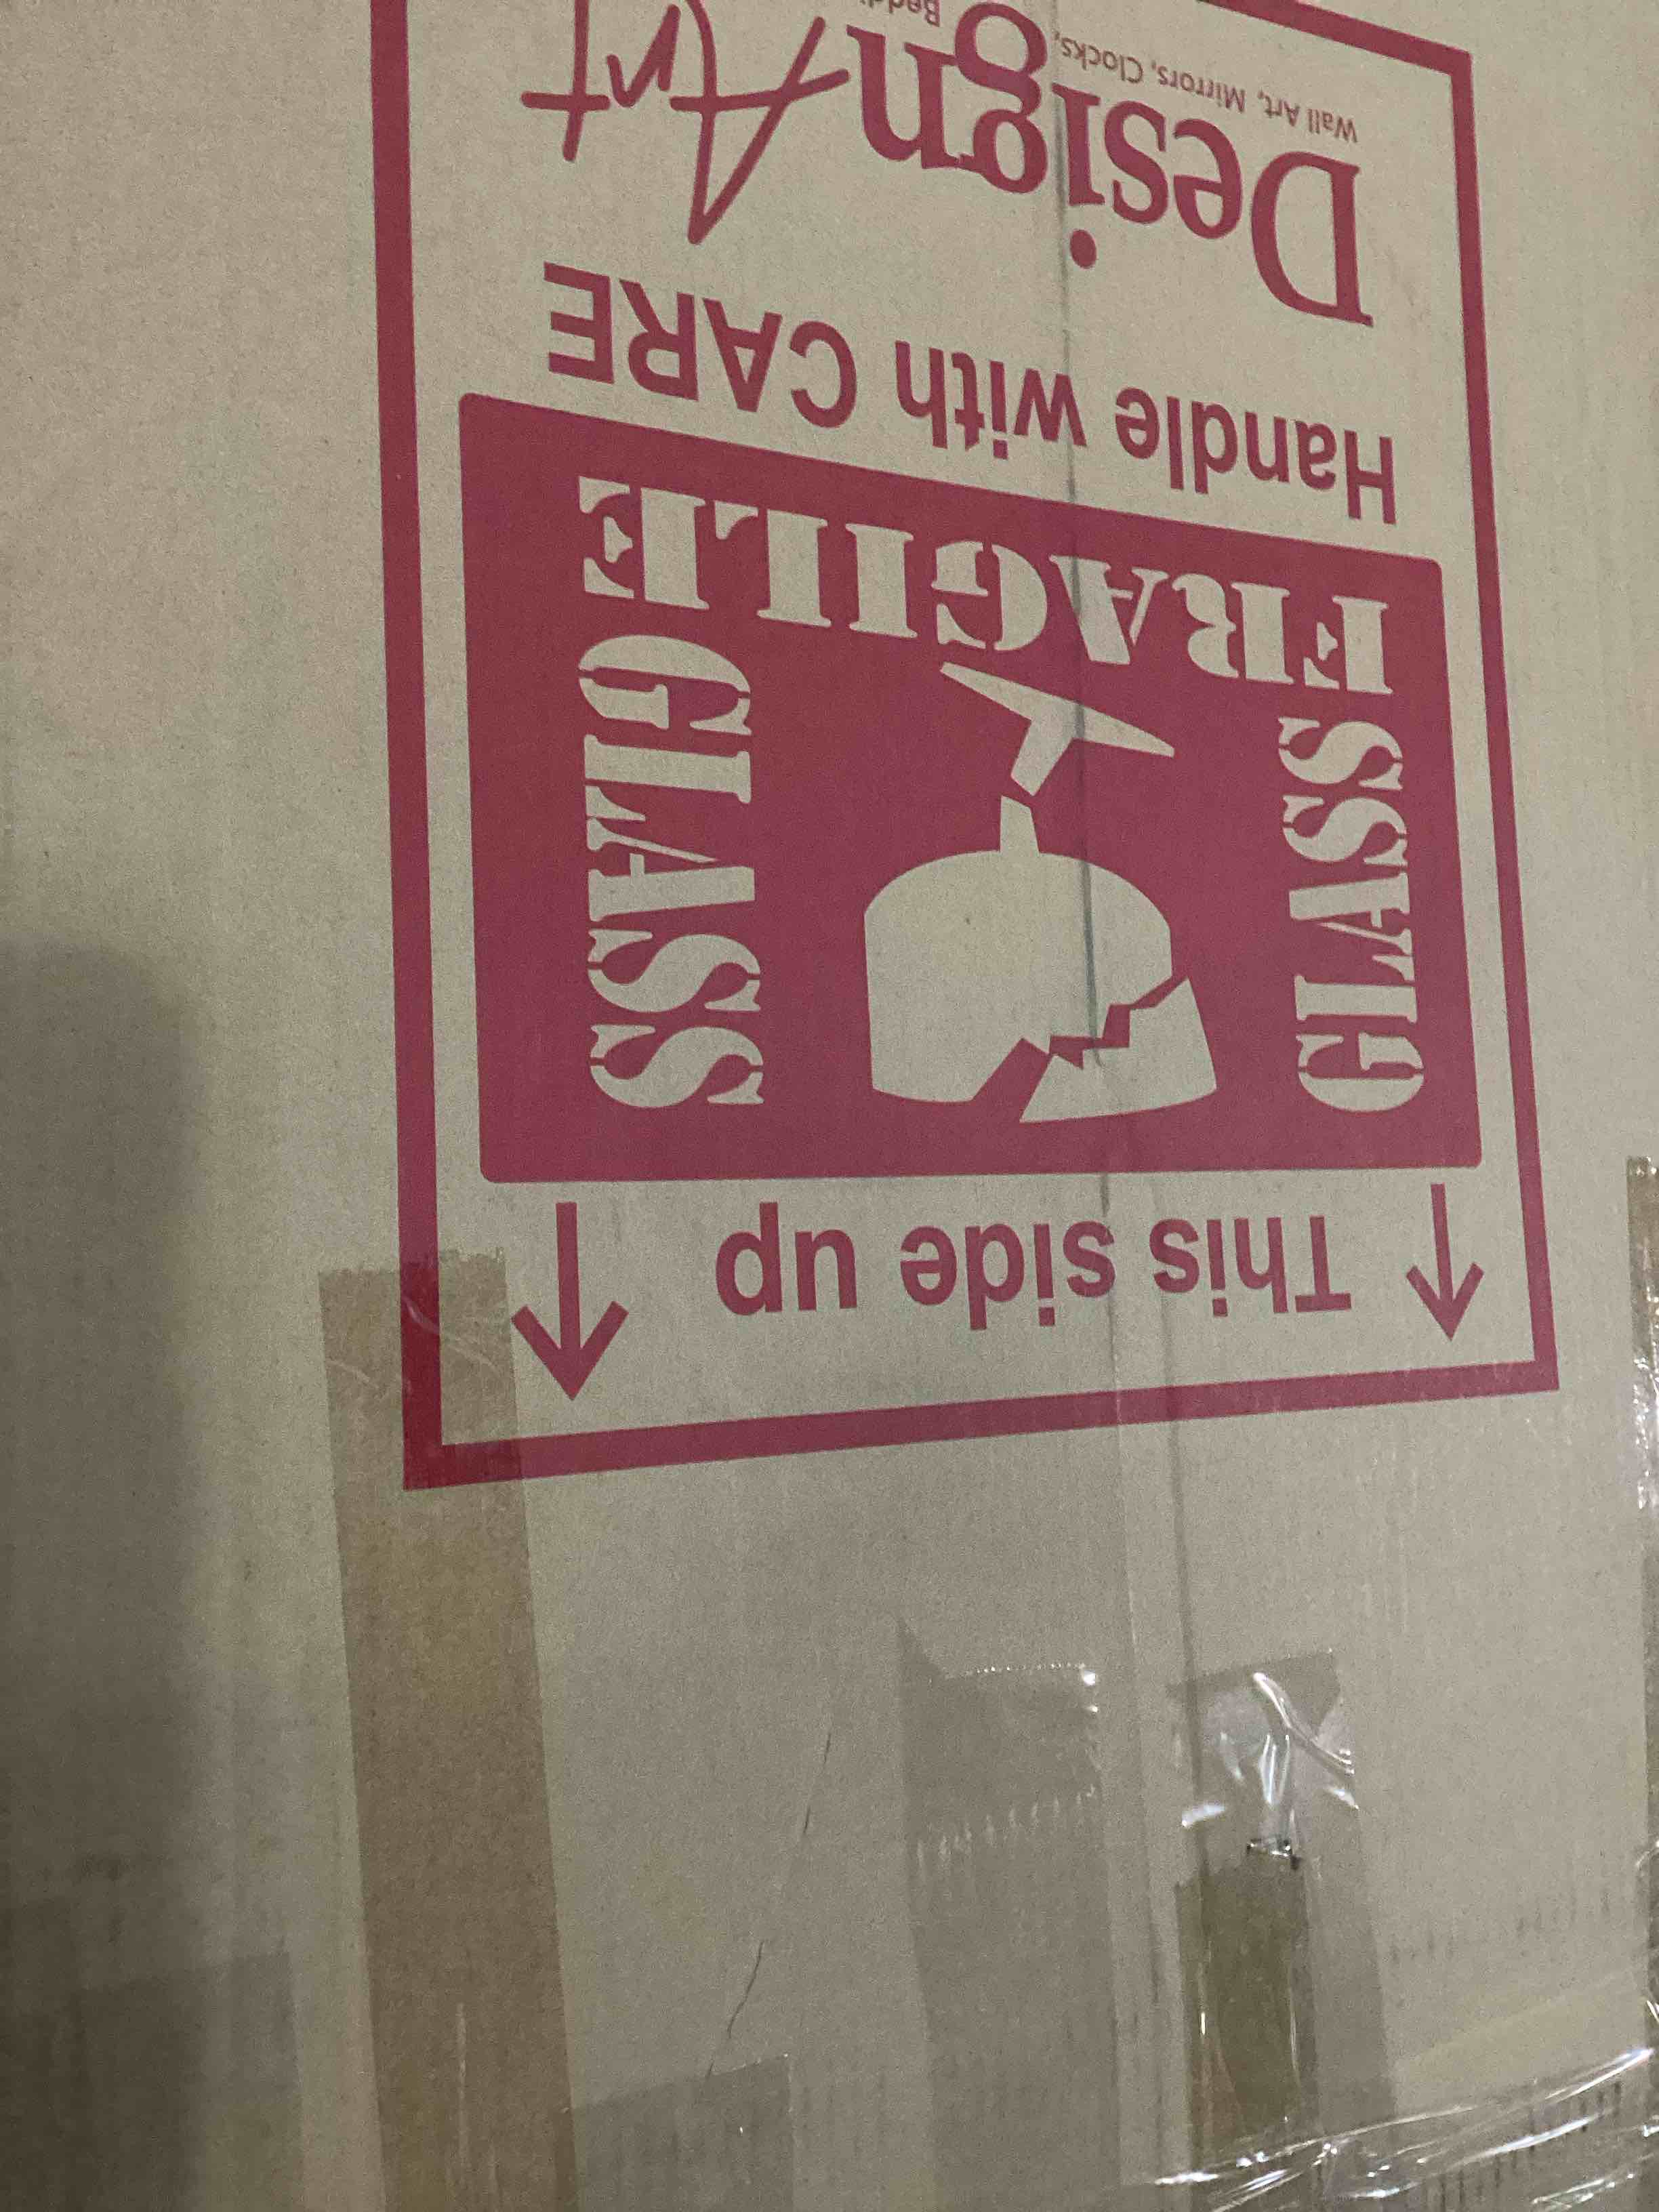 This side up
GLASS
GLASS
FRAGILE
Handle with CARE
DesignArt
Wall Art, Mirrors, Clocks,